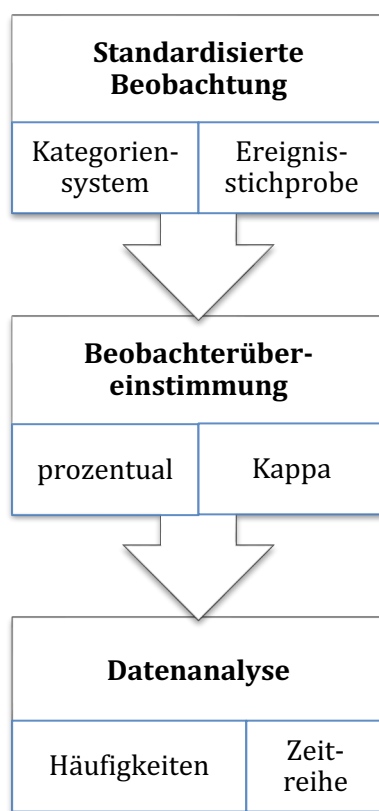 Standardisierte
Beobachtung
Kategorien-
system
Ereignis-
stichprobe
Beobachterüber-
einstimmung
prozentual
Kappa
Datenanalyse
Häufigkeiten
Zeit-
reihe